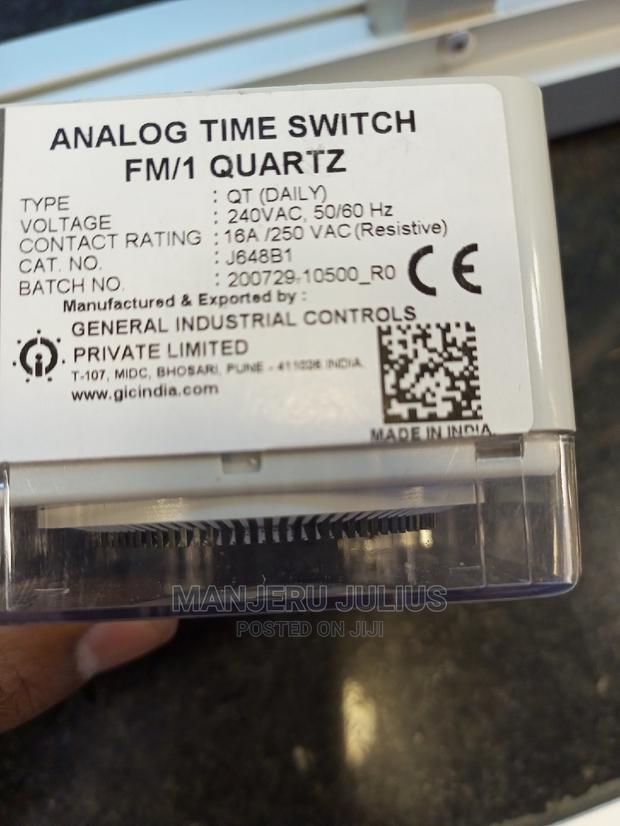 ANALOG TIME SWITCH
FM/1 QUARTZ
TYPE : QT (DAILY)
VOLTAGE : 240VAC, 50/60 Hz
CONTACT RATING : 16A /250 VAC (Resistive)
CAT. NO. : J648B1
BATCH NO. : 200729-10500_R0
CE
Manufactured & Exported by :
GENERAL INDUSTRIAL CONTROLS
PRIVATE LIMITED
T-107, MIDC, BHOSARI, PUNE - 411026 INDIA.
www.gicindia.com
MADE IN INDIA
MANJERU JULIUS
POSTED ON JIJI